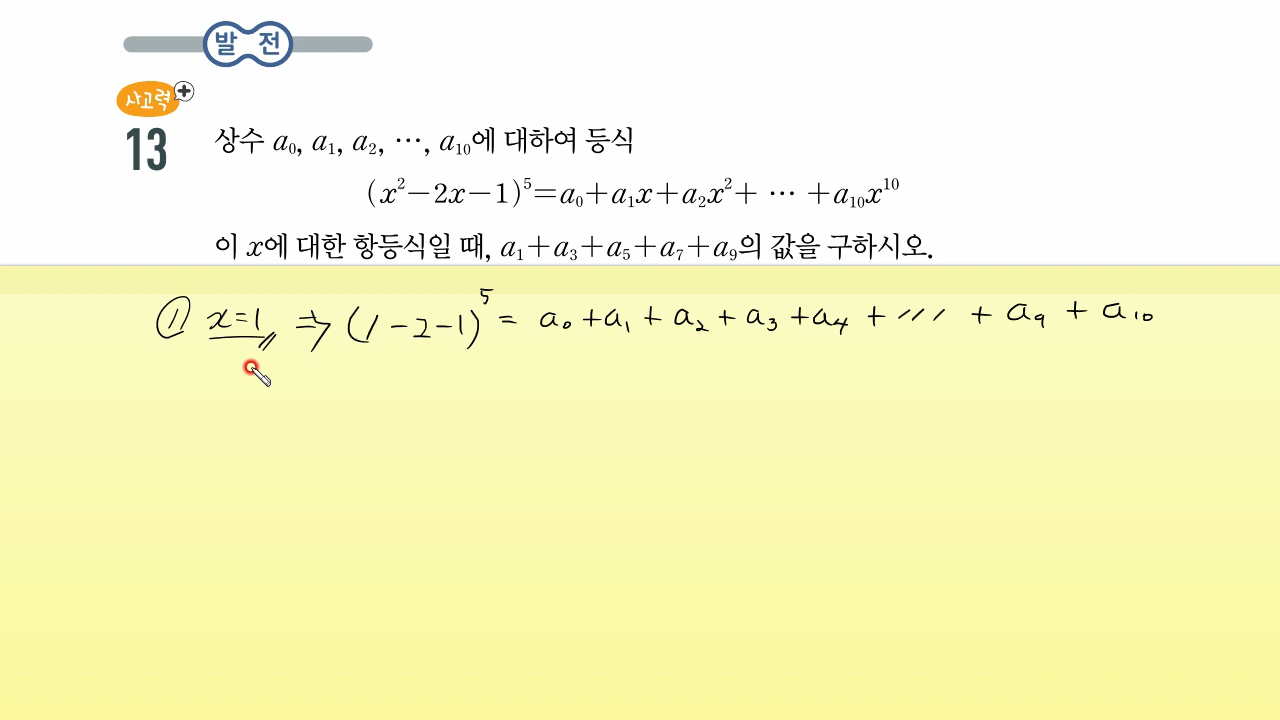 발 전
사고력
13 상수 a₀, a₁, a₂, ⋯, a₁₀에 대하여 등식
(x²−2x−1)⁵=a₀+a₁x+a₂x²+ ⋯ +a₁₀x¹⁰
이 x에 대한 항등식일 때, a₁+a₃+a₅+a₇+a₉의 값을 구하시오.
① x=1 ⇒ (1−2−1)⁵ = a₀+a₁+a₂+a₃+a₄+ ⋯ +a₉+a₁₀